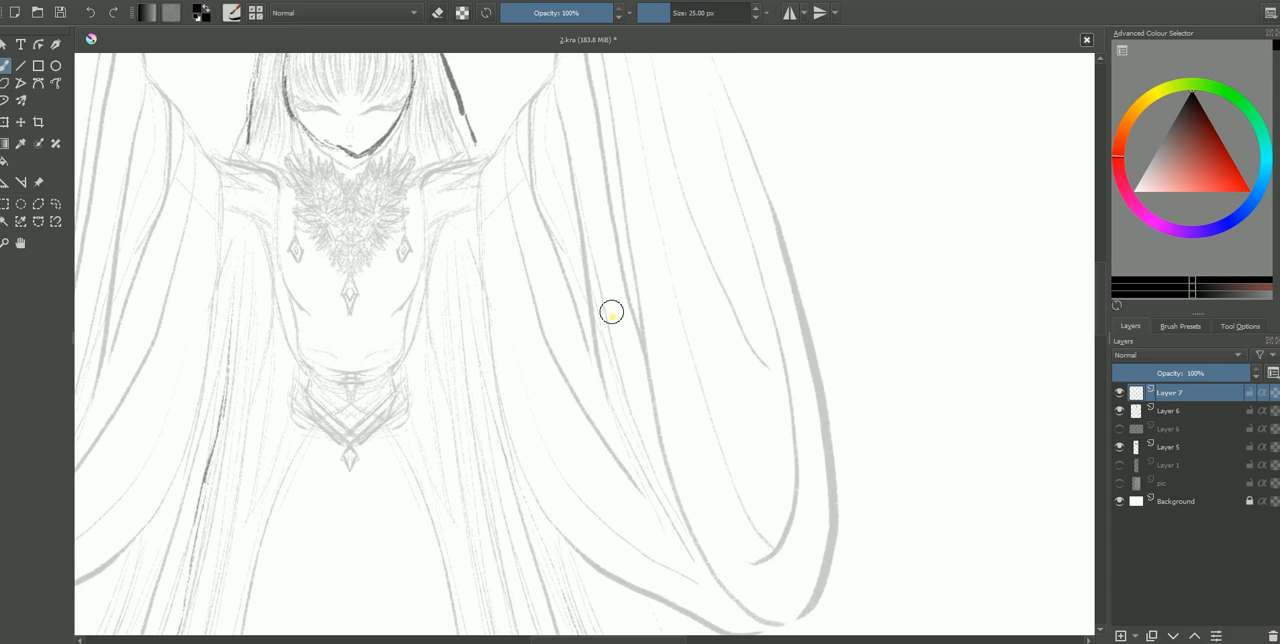 Normal
Opacity: 100%
Size: 25.00 px
2.kra (183.8 MiB) *
Advanced Colour Selector
Layers
Brush Presets
Tool Options
Layers
Normal
Opacity: 100%
Layer 7
Layer 6
Layer 6
Layer 5
Layer 1
pic
Background